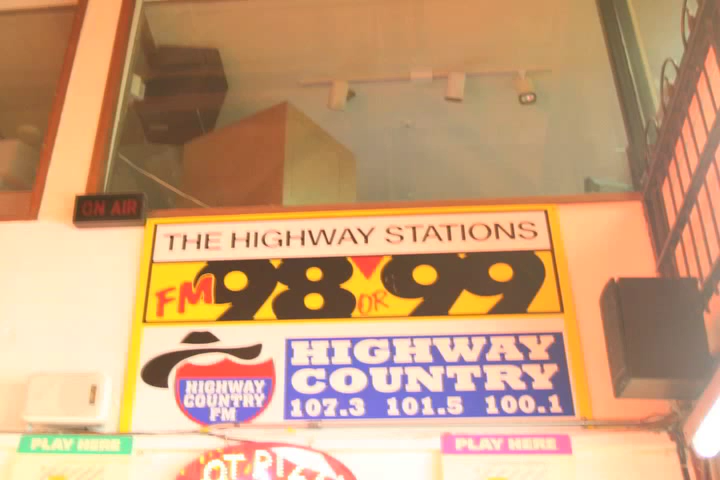 ON AIR
THE HIGHWAY STATIONS
FM 98 OR 99
HIGHWAY
COUNTRY
FM
HIGHWAY
COUNTRY
107.3 101.5 100.1
PLAY HERE
PLAY HERE